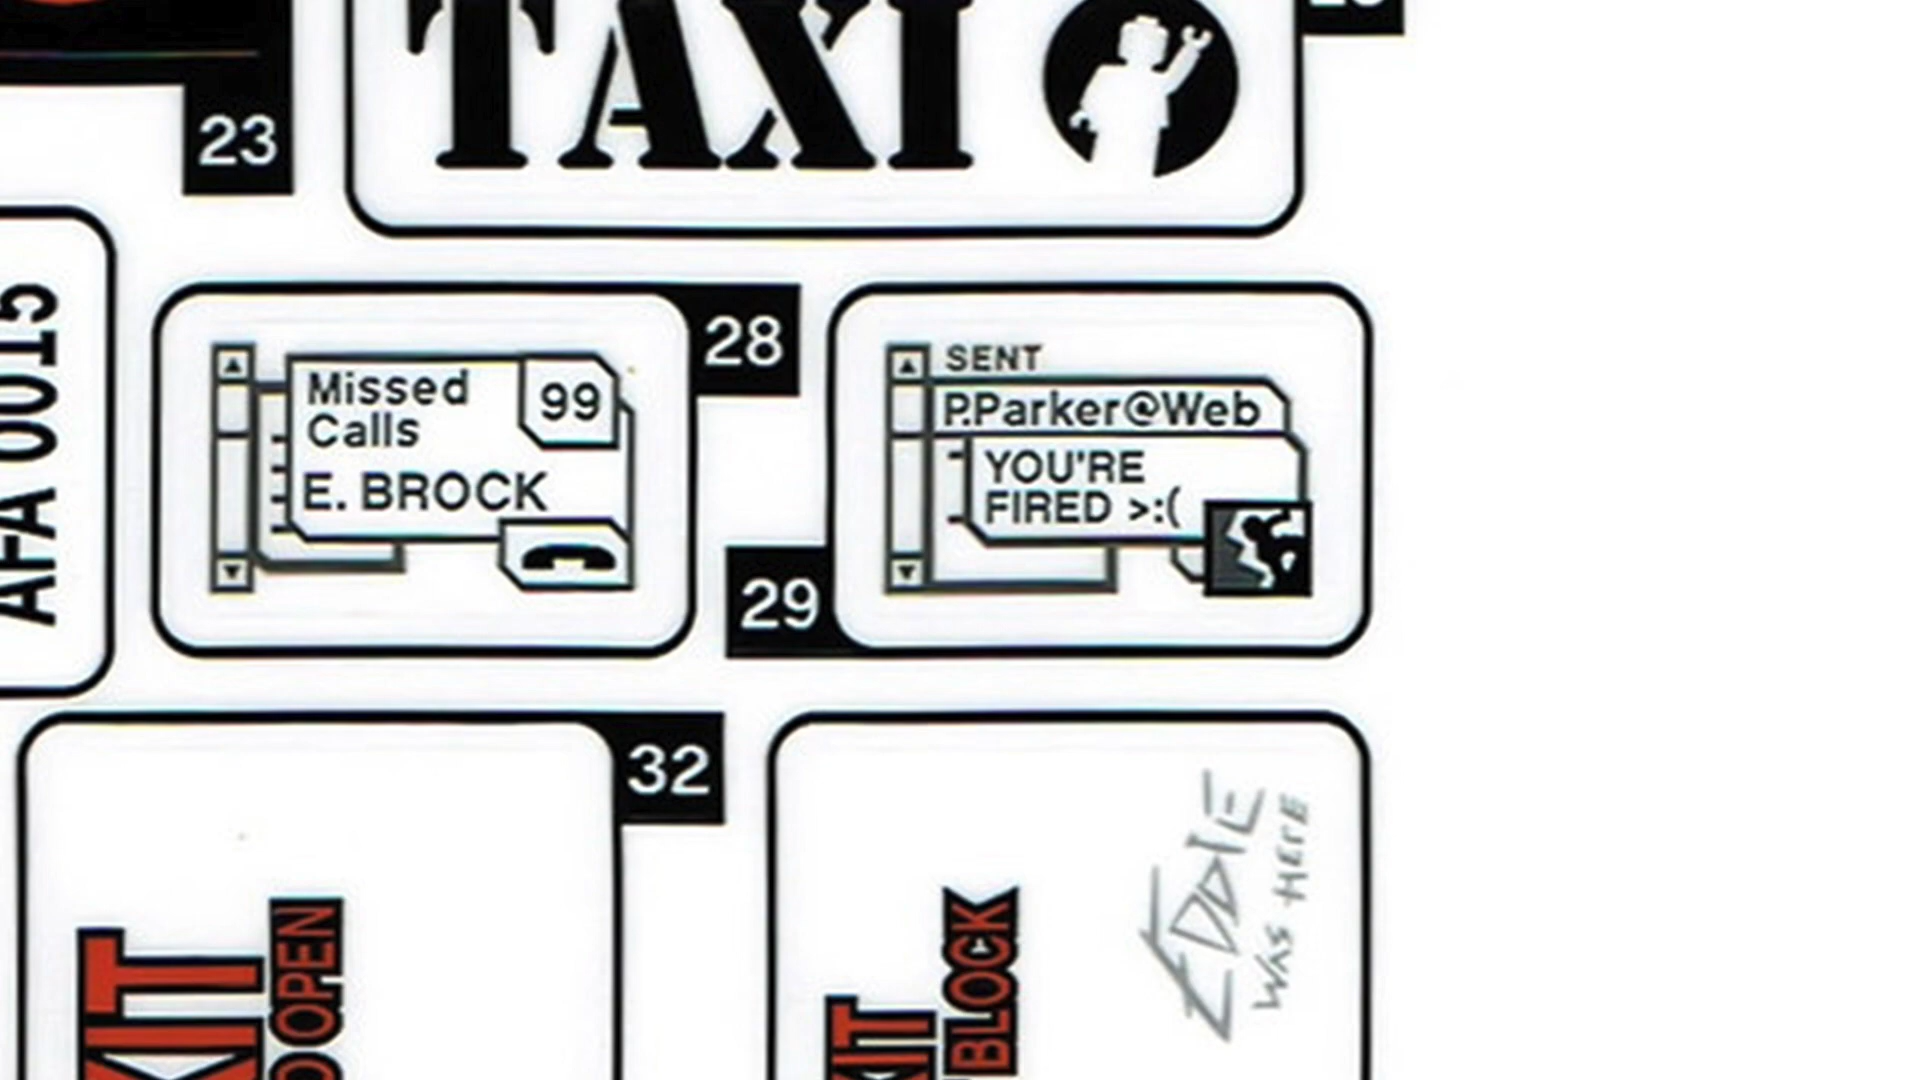 TAXI
23
AFA 0015
28
Missed
Calls
99
E. BROCK
29
SENT
P.Parker@Web
YOU'RE
FIRED >:(
32
OPEN
BLOCK
EDDIE
WAS HERE